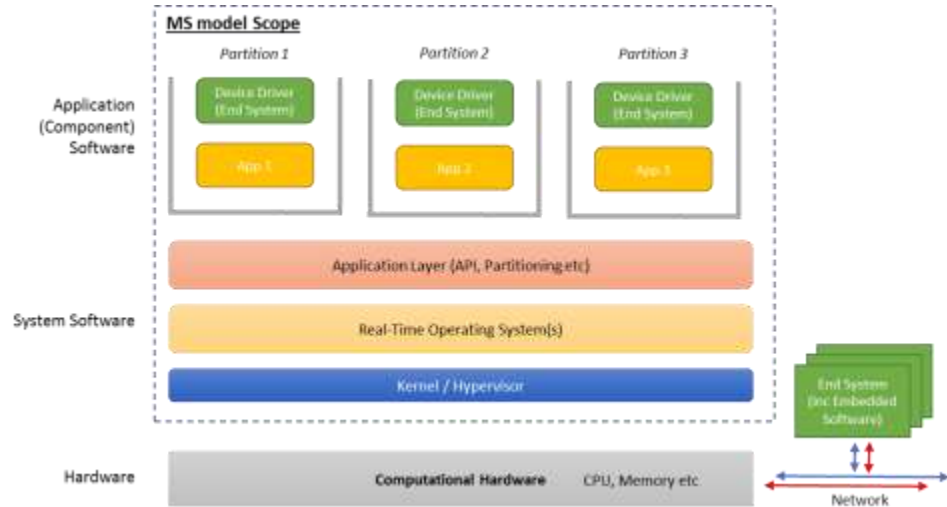 MS model Scope
Partition 1
Partition 2
Partition 3
Application
(Component)
Software
Device Driver
(End System)
Device Driver
(End System)
Device Driver
(End System)
App 1
App 2
App 3
Application Layer (API, Partitioning etc)
System Software
Real-Time Operating System(s)
Kernel / Hypervisor
End System
(Inc Embedded
Software)
Hardware
Computational Hardware
CPU, Memory etc
Network